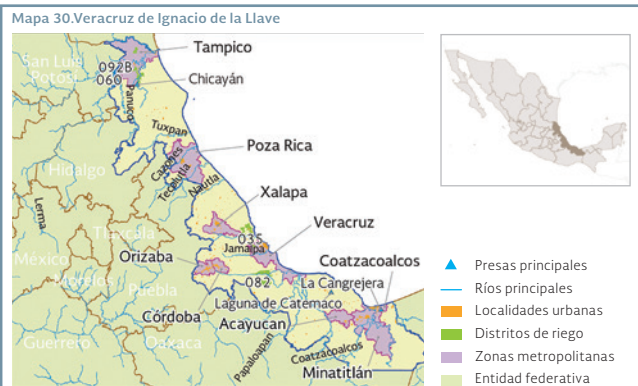 Mapa 30.Veracruz de Ignacio de la Llave
Tampico
San Luis
Potosí
092B
060
Chicayán
Panuco
Tuxpan
Poza Rica
Cazones
Tecolutla
Nautla
Hidalgo
Xalapa
Lerma
Tlaxcala
Veracruz
035
Jamapa
México
Orizaba
Coatzacoalcos
Morelos
Puebla
082
La Cangrejera
Laguna de Catemaco
Córdoba
Acayucan
Guerrero
Oaxaca
Papaloapan
Coatzacoalcos
Minatitlán
Presas principales
Ríos principales
Localidades urbanas
Distritos de riego
Zonas metropolitanas
Entidad federativa